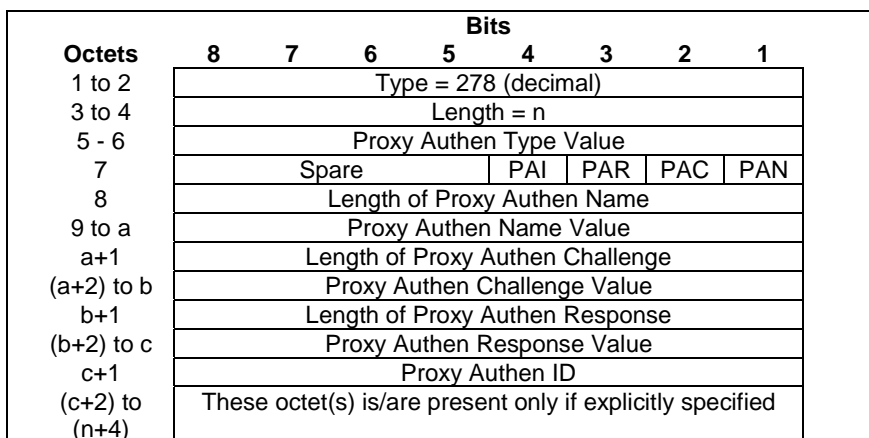 Bits
Octets 8 7 6 5 4 3 2 1
1 to 2 Type = 278 (decimal)
3 to 4 Length = n
5 - 6 Proxy Authen Type Value
7 Spare PAI PAR PAC PAN
8 Length of Proxy Authen Name
9 to a Proxy Authen Name Value
a+1 Length of Proxy Authen Challenge
(a+2) to b Proxy Authen Challenge Value
b+1 Length of Proxy Authen Response
(b+2) to c Proxy Authen Response Value
c+1 Proxy Authen ID
(c+2) to These octet(s) is/are present only if explicitly specified
(n+4)